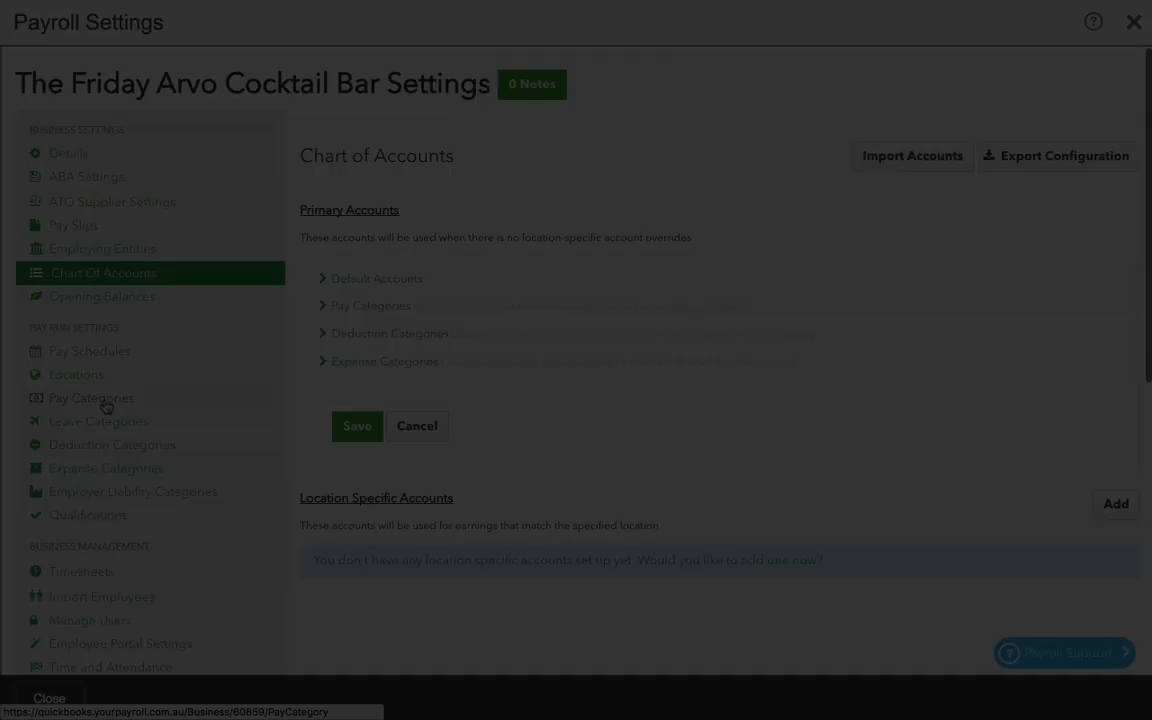 Payroll Settings
The Friday Arvo Cocktail Bar Settings
0 Notes
BUSINESS SETTINGS
Details
ABA Settings
ATO Supplier Settings
Pay Slips
Employing Entities
Chart Of Accounts
Opening Balances
PAY RUN SETTINGS
Pay Schedules
Locations
Pay Categories
Leave Categories
Deduction Categories
Expense Categories
Employer Liability Categories
Qualifications
BUSINESS MANAGEMENT
Timesheets
Import Employees
Manage Users
Employee Portal Settings
Time and Attendance
Chart of Accounts
Import Accounts
Export Configuration
Primary Accounts
These accounts will be used when there is no location-specific account overrides
Default Accounts
Pay Categories
Deduction Categories
Expense Categories
Save
Cancel
Location Specific Accounts
Add
These accounts will be used for earnings that match the specified location
You don't have any location specific accounts set up yet. Would you like to add one now?
Payroll Support
Close
https://quickbooks.yourpayroll.com.au/Business/60859/PayCategory